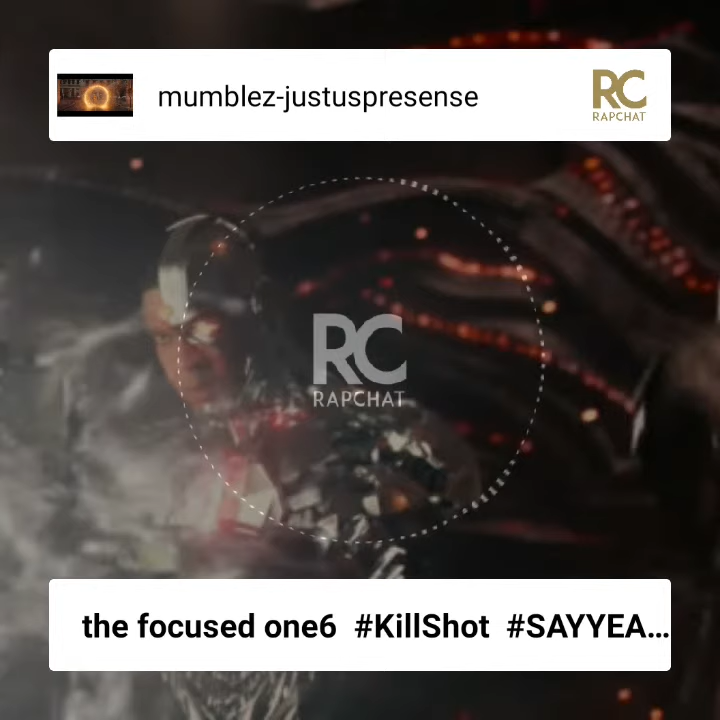 mumblez-justuspresense
RC
RAPCHAT
RC
RAPCHAT
the focused one6 #KillShot #SAYYEA...